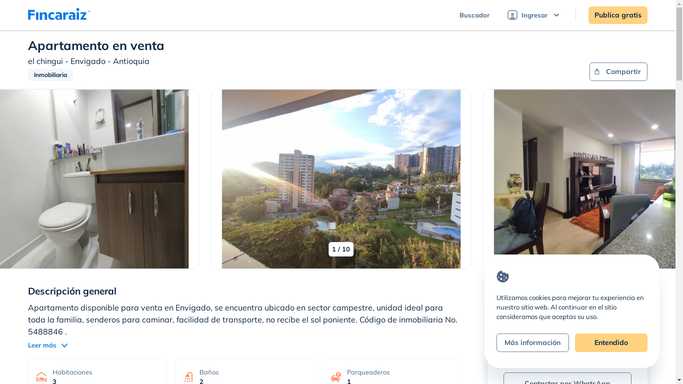 Fincaraiz
Buscador
Ingresar
Publica gratis
Apartamento en venta
el chingui - Envigado - Antioquia
Inmobiliaria
Compartir
1 / 10
Descripción general
Apartamento disponible para venta en Envigado, se encuentra ubicado en sector campestre, unidad ideal para
toda la familia, senderos para caminar, facilidad de transporte, no recibe el sol poniente. Código de inmobiliaria No.
5488846 .
Leer más
Habitaciones
3
Baños
2
Parqueaderos
1
Utilizamos cookies para mejorar tu experiencia en
nuestro sitio web. Al continuar en el sitio
consideramos que aceptas su uso.
Más información
Entendido
Contactar por WhatsApp